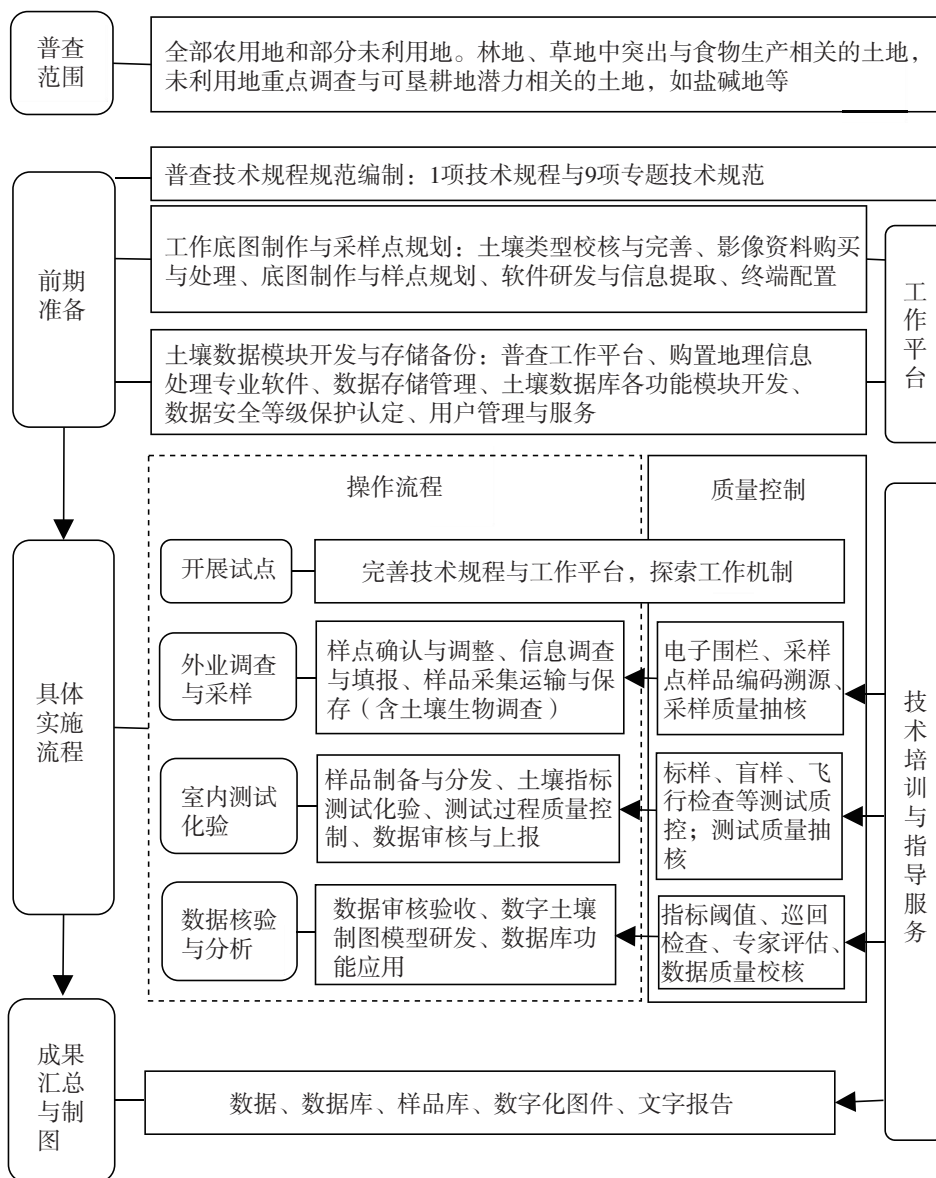 普查
范围
全部农用地和部分未利用地。林地、草地中突出与食物生产相关的土地，
未利用地重点调查与可垦耕地潜力相关的土地，如盐碱地等
前期
准备
普查技术规程规范编制：1项技术规程与9项专题技术规范
工作底图制作与采样点规划：土壤类型校核与完善、影像资料购买
与处理、底图制作与样点规划、软件研发与信息提取、终端配置
土壤数据模块开发与存储备份：普查工作平台、购置地理信息
处理专业软件、数据存储管理、土壤数据库各功能模块开发、
数据安全等级保护认定、用户管理与服务
工作平台
具体
实施
流程
操作流程
质量控制
开展试点
完善技术规程与工作平台，探索工作机制
外业调查
与采样
样点确认与调整、信息调查
与填报、样品采集运输与保
存（含土壤生物调查）
电子围栏、采样
点样品编码溯源、
采样质量抽核
室内测试
化验
样品制备与分发、土壤指标
测试化验、测试过程质量控
制、数据审核与上报
标样、盲样、飞
行检查等测试质
控；测试质量抽
核
数据核验
与分析
数据审核验收、数字土壤
制图模型研发、数据库功
能应用
指标阈值、巡回
检查、专家评估、
数据质量校核
技术培训与指导服务
成果
汇总
与制
图
数据、数据库、样品库、数字化图件、文字报告